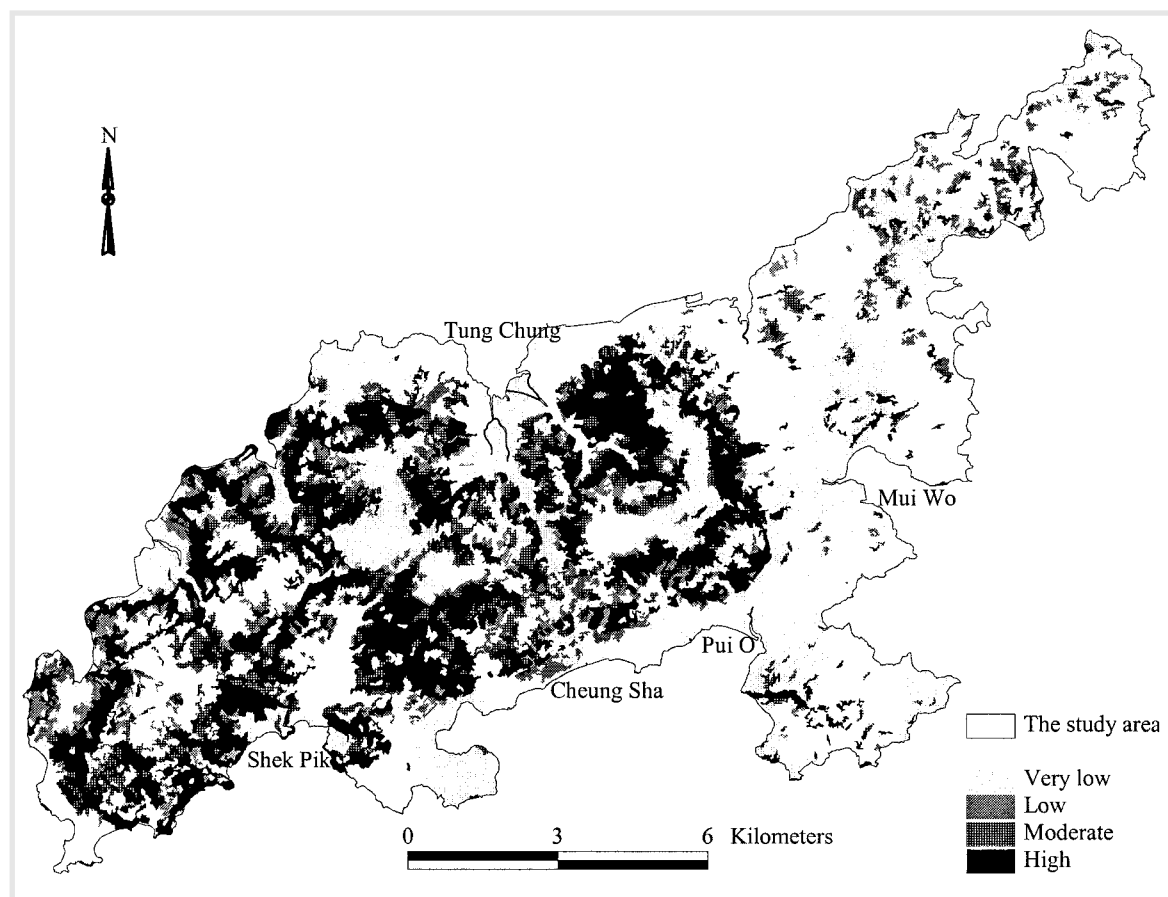 N
Tung Chung
Mui Wo
Pui O
Cheung Sha
Shek Pik
The study area
Very low
Low
Moderate
High
0 3 6 Kilometers